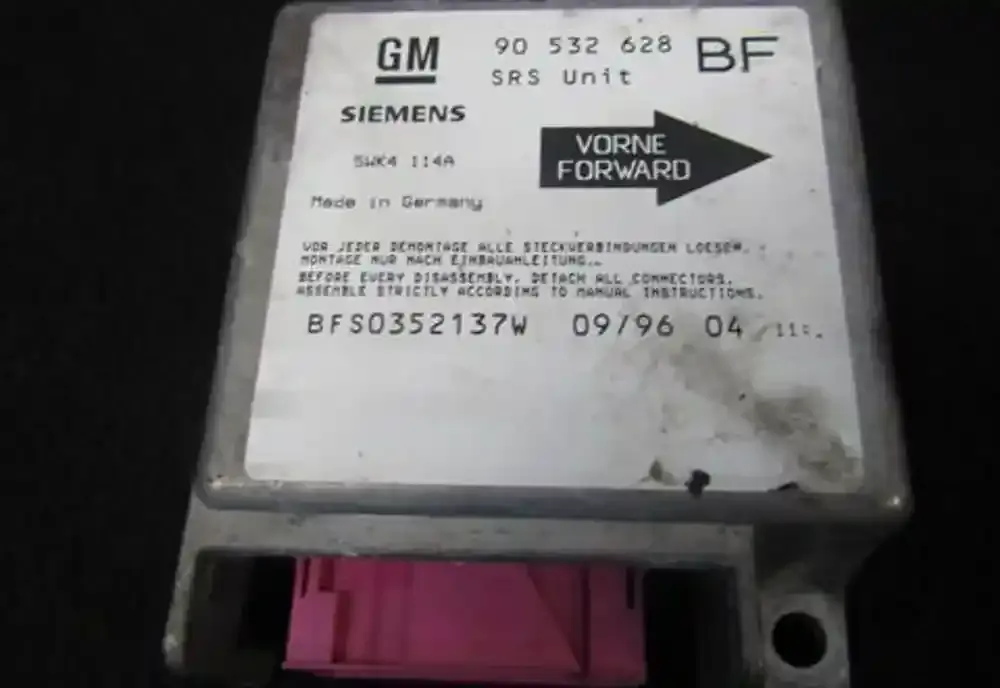 GM 90 532 628 BF
SRS Unit
SIEMENS
VORNE
FORWARD
5WK4 114A
Made in Germany
VOR JEDER DEMONTAGE ALLE STECKVERBINDUNGEN LOESEN.
MONTAGE NUR NACH EINBAUANLEITUNG.
BEFORE EVERY DISASSEMBLY, DETACH ALL CONNECTORS.
ASSEMBLE STRICTLY ACCORDING TO MANUAL INSTRUCTIONS.
BFS0352137W 09/96 04